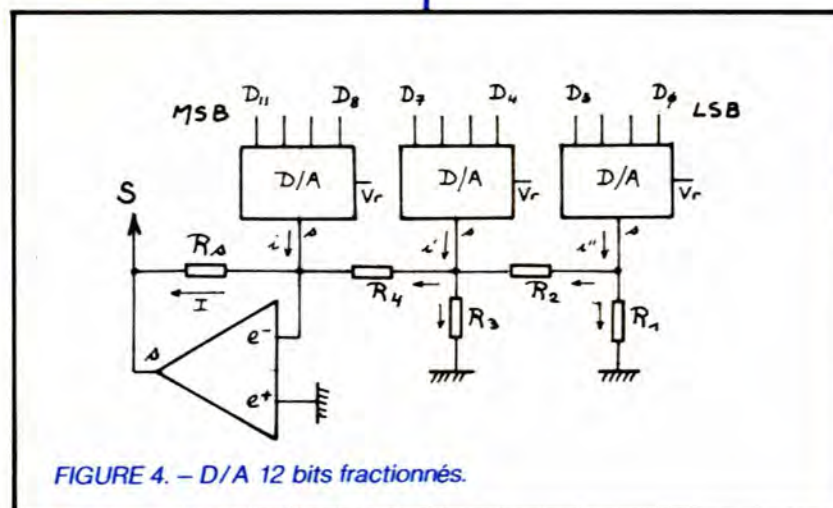 MSB D11 D8 D7 D4 D3 Dφ LSB
D/A Vr D/A Vr D/A Vr
S i s i' s i" s
Rs R4 R2
I R3 R1
s e-
e+
FIGURE 4. – D/A 12 bits fractionnés.